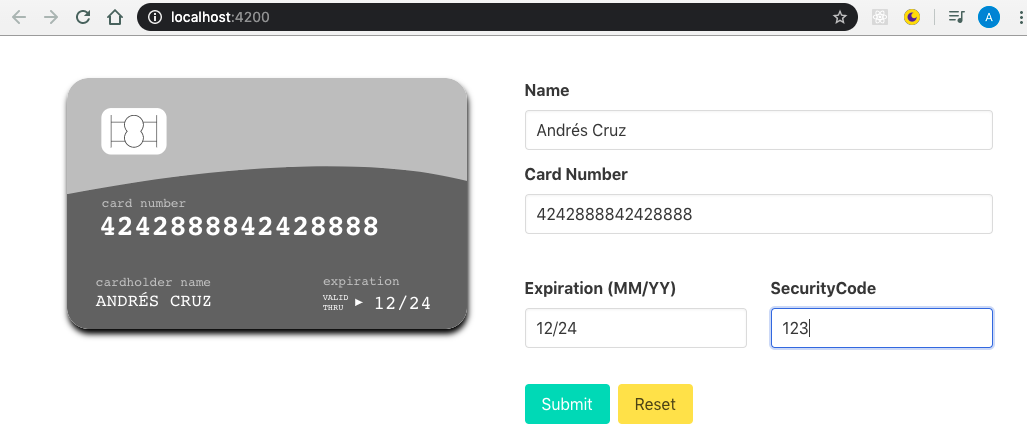 localhost:4200
A
Name
Andrés Cruz
Card Number
4242888842428888
Expiration (MM/YY)
SecurityCode
12/24
123
Submit
Reset
card number
4242888842428888
cardholder name
expiration
ANDRÉS CRUZ
VALID
THRU
12/24